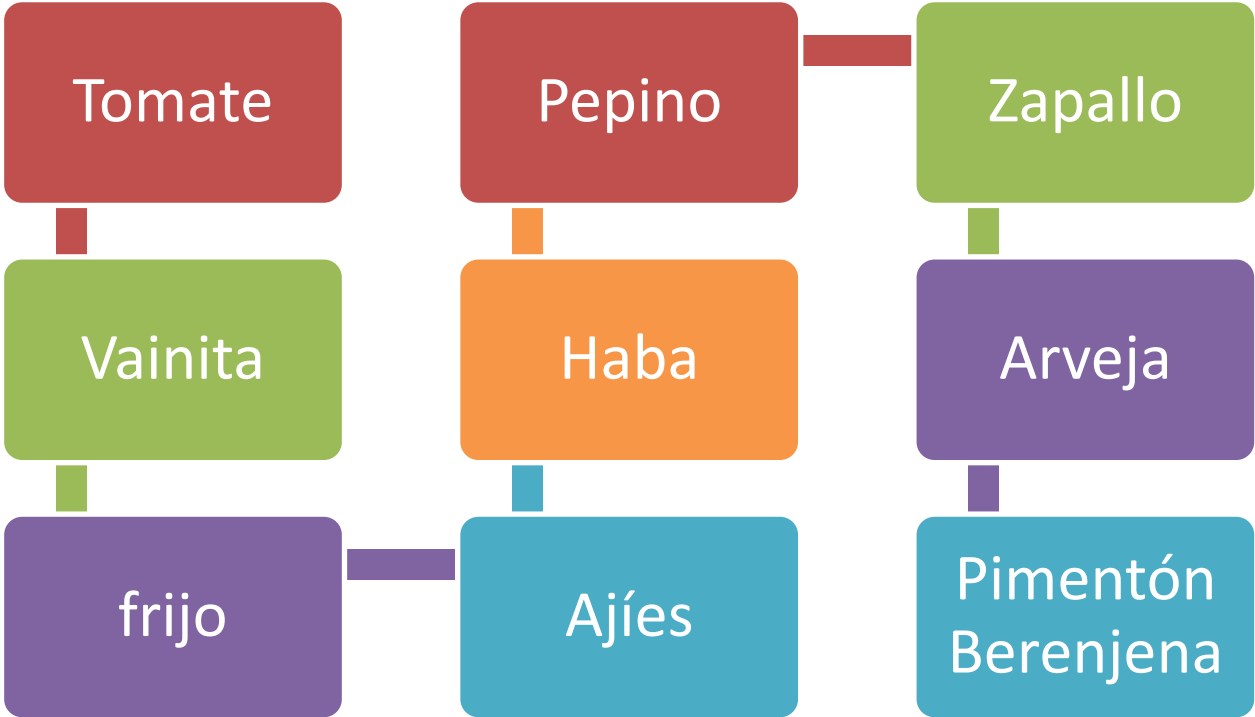 Tomate
Vainita
frijo
Ajíes
Haba
Pepino
Zapallo
Arveja
Pimentón
Berenjena